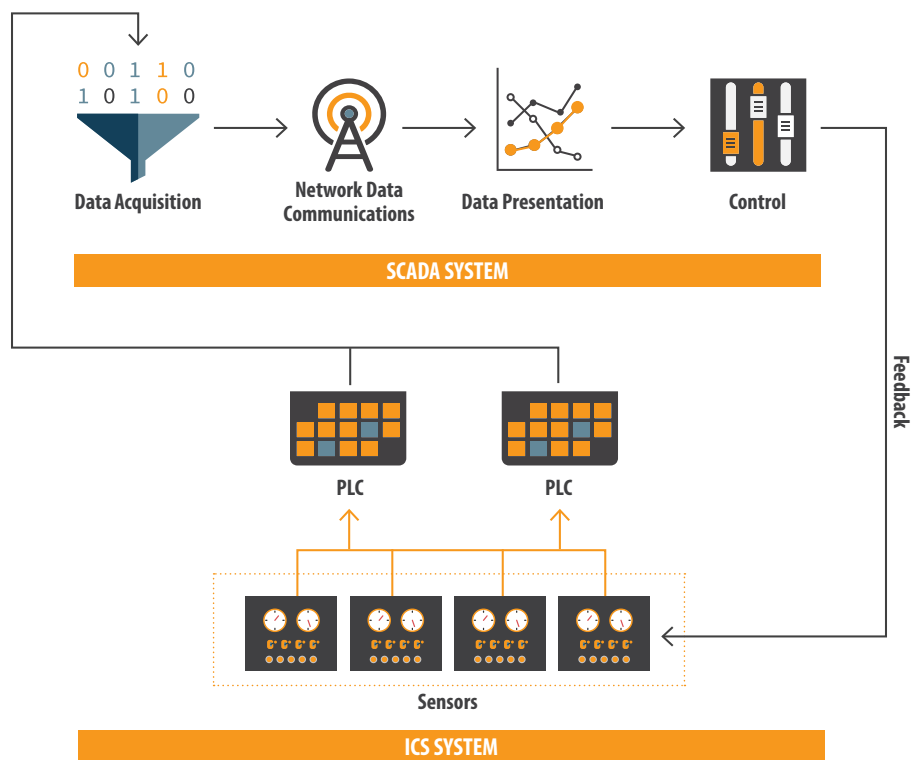 0 0 1 1 0
1 0 1 0 0
Data Acquisition
Network Data
Communications
Data Presentation
Control
SCADA SYSTEM
Feedback
PLC
PLC
Sensors
ICS SYSTEM